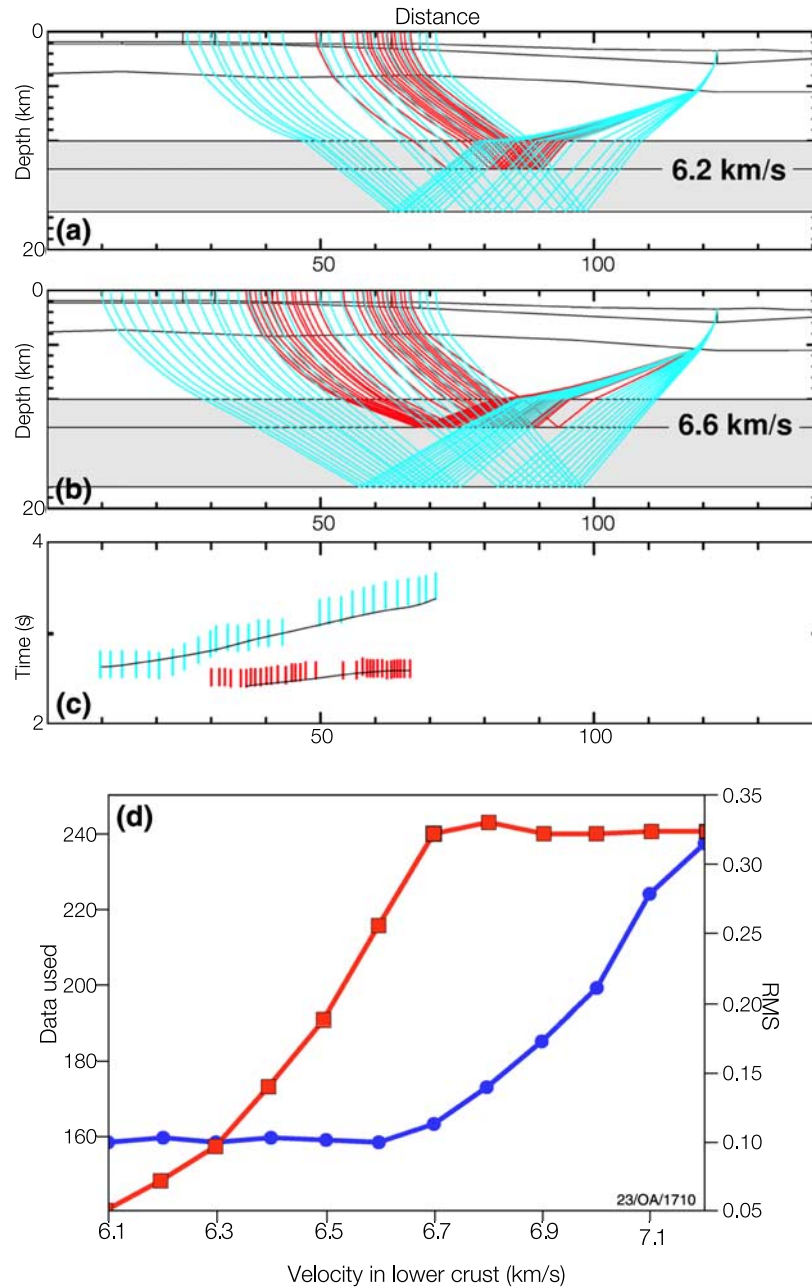 Distance
0
Depth (km)
6.2 km/s
(a)
20
50
100
0
Depth (km)
6.6 km/s
(b)
20
50
100
4
Time (s)
(c)
2
50
100
(d)
0.35
240
0.30
220
0.25
Data used
200
0.20
RMS
180
0.15
160
0.10
23/OA/1710
0.05
6.1
6.3
6.5
6.7
6.9
7.1
Velocity in lower crust (km/s)